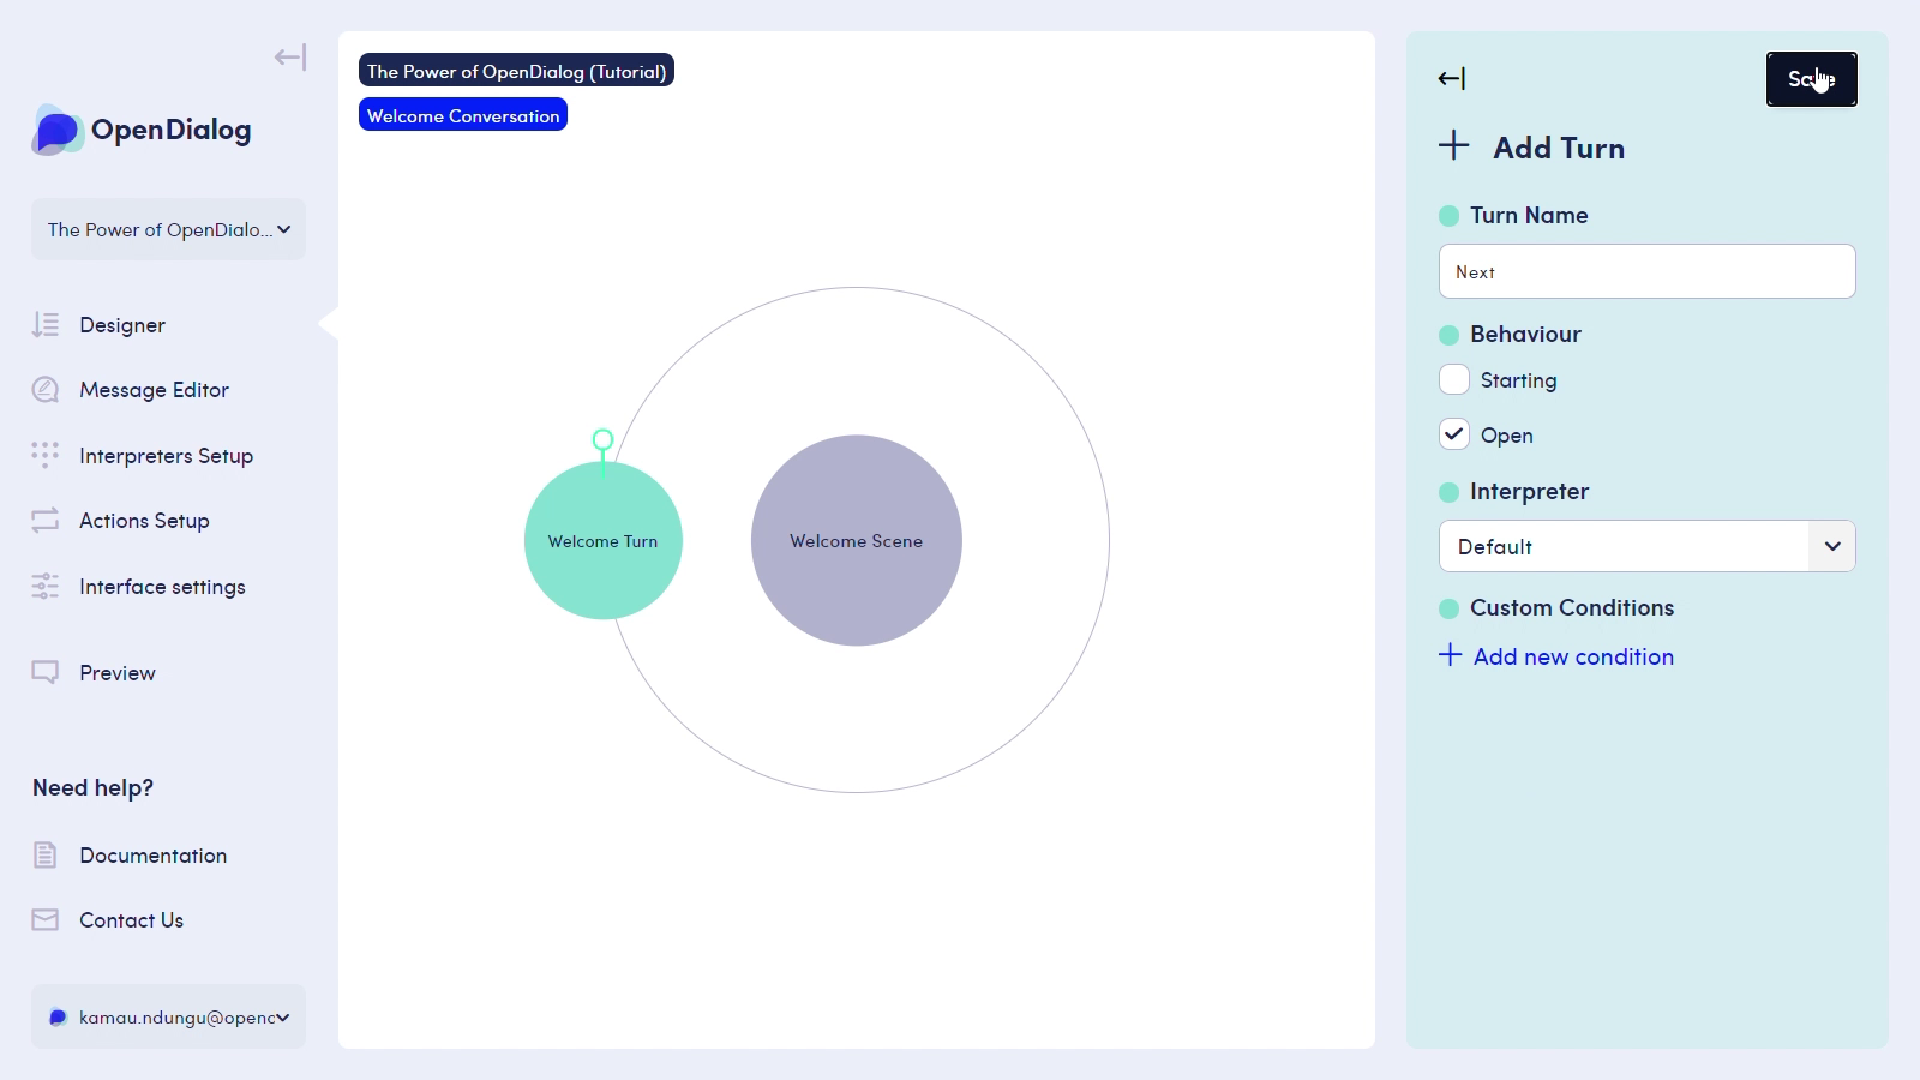 OpenDialog
The Power of OpenDialo...
Designer
Message Editor
Interpreters Setup
Actions Setup
Interface settings
Preview
Need help?
Documentation
Contact Us
kamau.ndungu@openc
The Power of OpenDialog (Tutorial)
Welcome Conversation
Welcome Turn
Welcome Scene
Add Turn
Turn Name
Next
Behaviour
Starting
Open
Interpreter
Default
Custom Conditions
Add new condition